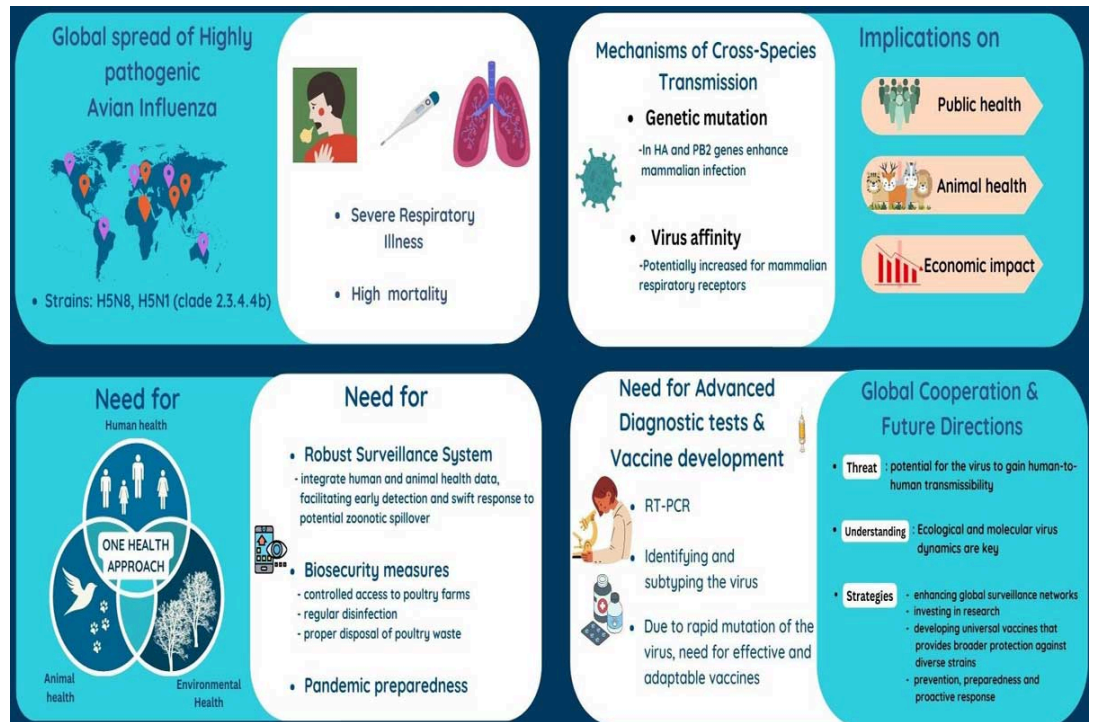 Global spread of Highly
pathogenic
Avian Influenza
• Strains: H5N8, H5N1 (clade 2.3.4.4b)
• Severe Respiratory
Illness
• High mortality
Mechanisms of Cross-Species
Transmission
• Genetic mutation
-In HA and PB2 genes enhance
mammalian infection
• Virus affinity
-Potentially increased for mammalian
respiratory receptors
Implications on
Public health
Animal health
Economic impact
Need for
Human health
ONE HEALTH
APPROACH
Animal
health
Environmental
Health
Need for
• Robust Surveillance System
- integrate human and animal health data,
facilitating early detection and swift response to
potential zoonotic spillover
• Biosecurity measures
- controlled access to poultry farms
- regular disinfection
- proper disposal of poultry waste
• Pandemic preparedness
Need for Advanced
Diagnostic tests &
Vaccine development
• RT-PCR
• Identifying and
subtyping the virus
• Due to rapid mutation of the
virus, need for effective and
adaptable vaccines
Global Cooperation &
Future Directions
• Threat : potential for the virus to gain human-to-
human transmissibility
• Understanding : Ecological and molecular virus
dynamics are key
• Strategies - enhancing global surveillance networks
- investing in research
- developing universal vaccines that
provides broader protection against
diverse strains
- prevention, preparedness and
proactive response